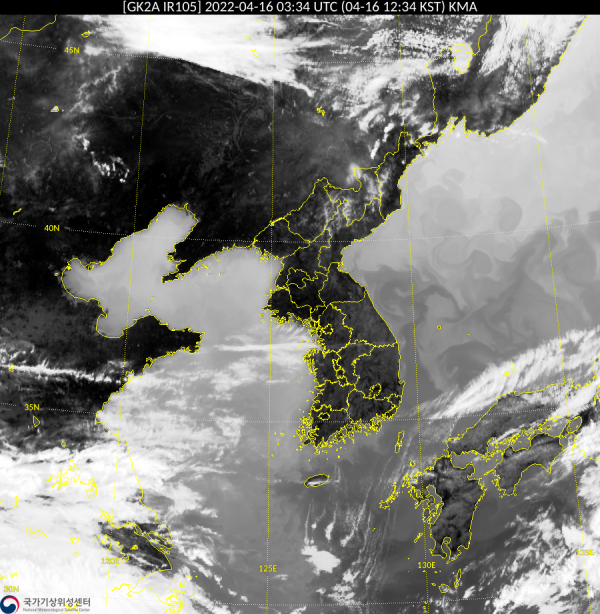 [GK2A IR105] 2022-04-16 03:34 UTC (04-16 12:34 KST) KMA
45N
40N
35N
30N
120E
125E
130E
135E
국가기상위성센터
National Meteorological Satellite Center